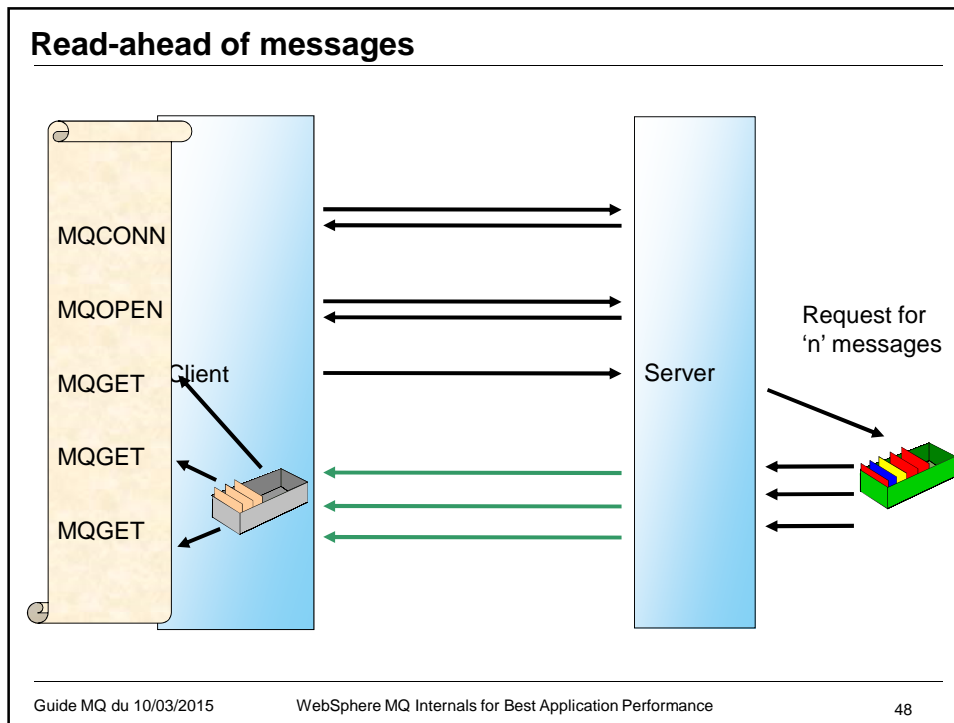 Read-ahead of messages
MQCONN
MQOPEN
MQGET
MQGET
MQGET
Client
Server
Request for
‘n’ messages
Guide MQ du 10/03/2015
WebSphere MQ Internals for Best Application Performance
48